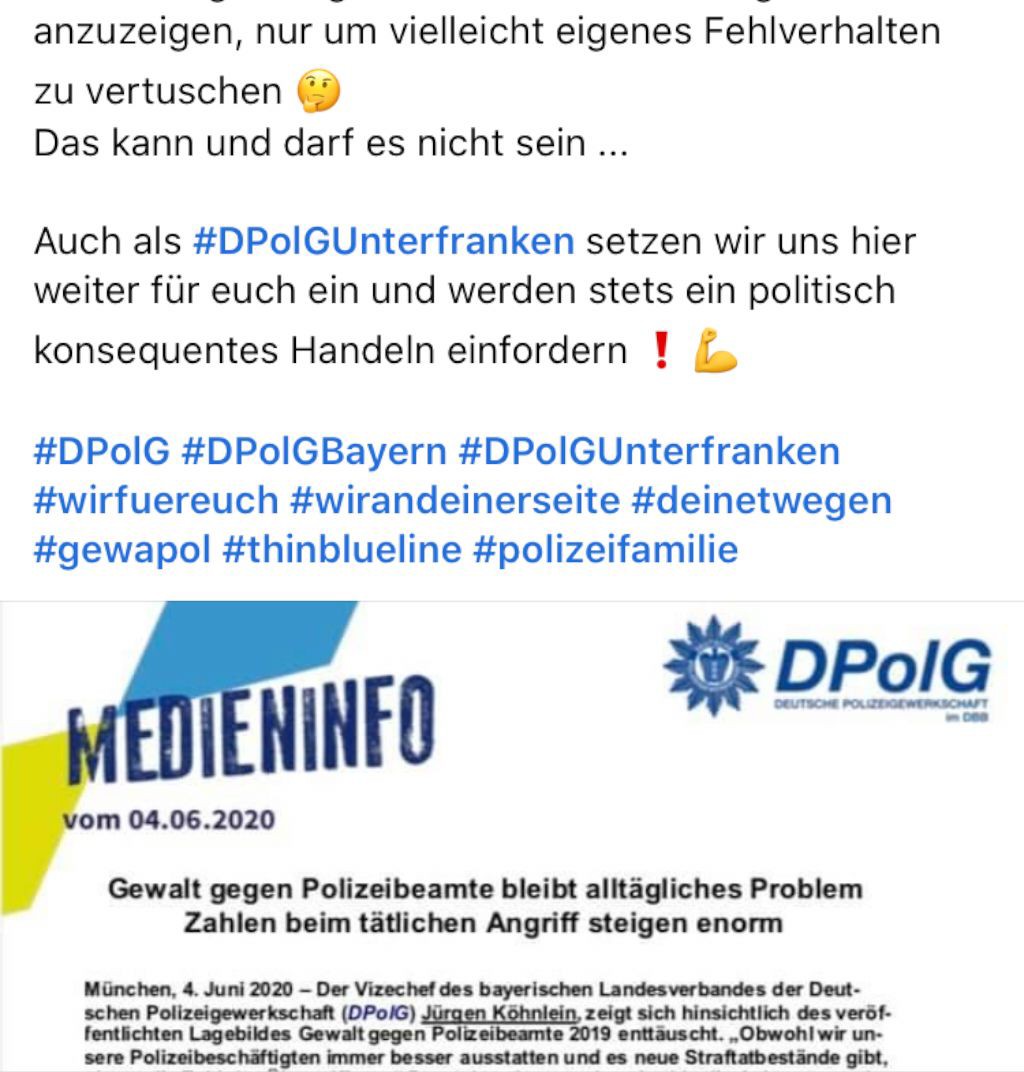 anzuzeigen, nur um vielleicht eigenes Fehlverhalten
zu vertuschen 🤔
Das kann und darf es nicht sein ...
Auch als #DPolGUnterfranken setzen wir uns hier
weiter für euch ein und werden stets ein politisch
konsequentes Handeln einfordern ❗💪
#DPolG #DPolGBayern #DPolGUnterfranken
#wirfuereuch #wirandeinerseite #deinetwegen
#gewapol #thinblueline #polizeifamilie
MEDIENINFO
DPolG
DEUTSCHE POLIZEIGEWERKSCHAFT
im DBB
vom 04.06.2020
Gewalt gegen Polizeibeamte bleibt alltägliches Problem
Zahlen beim tätlichen Angriff steigen enorm
München, 4. Juni 2020 – Der Vizechef des bayerischen Landesverbandes der Deut-
schen Polizeigewerkschaft (DPolG) Jürgen Köhnlein, zeigt sich hinsichtlich des veröf-
fentlichten Lagebildes Gewalt gegen Polizeibeamte 2019 enttäuscht. „Obwohl wir un-
sere Polizeibeschäftigten immer besser ausstatten und es neue Straftatbestände gibt,